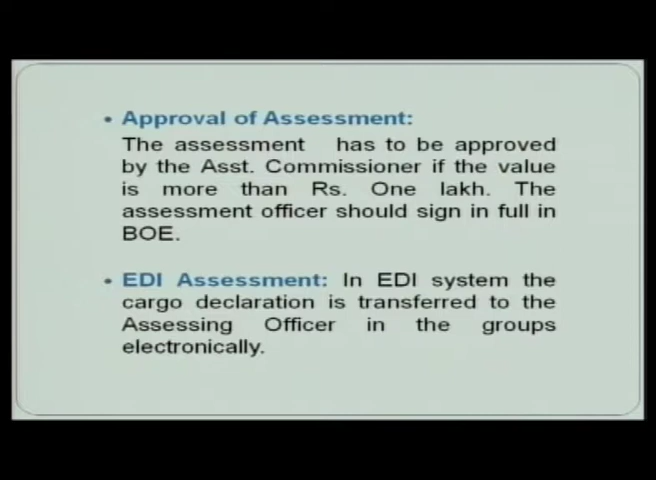 • Approval of Assessment:
The assessment has to be approved
by the Asst. Commissioner if the value
is more than Rs. One lakh. The
assessment officer should sign in full in
BOE.
• EDI Assessment: In EDI system the
cargo declaration is transferred to the
Assessing Officer in the groups
electronically.